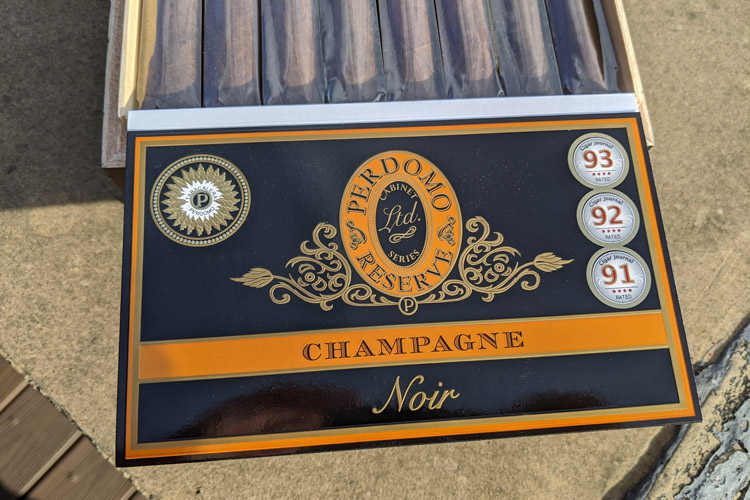 PERDOMO
CABINET
Ltd.
SERIES
RESERVE
P
P
PERDOMO
Cigar Journal
93
RATED
Cigar Journal
92
RATED
Cigar Journal
91
RATED
CHAMPAGNE
Noir